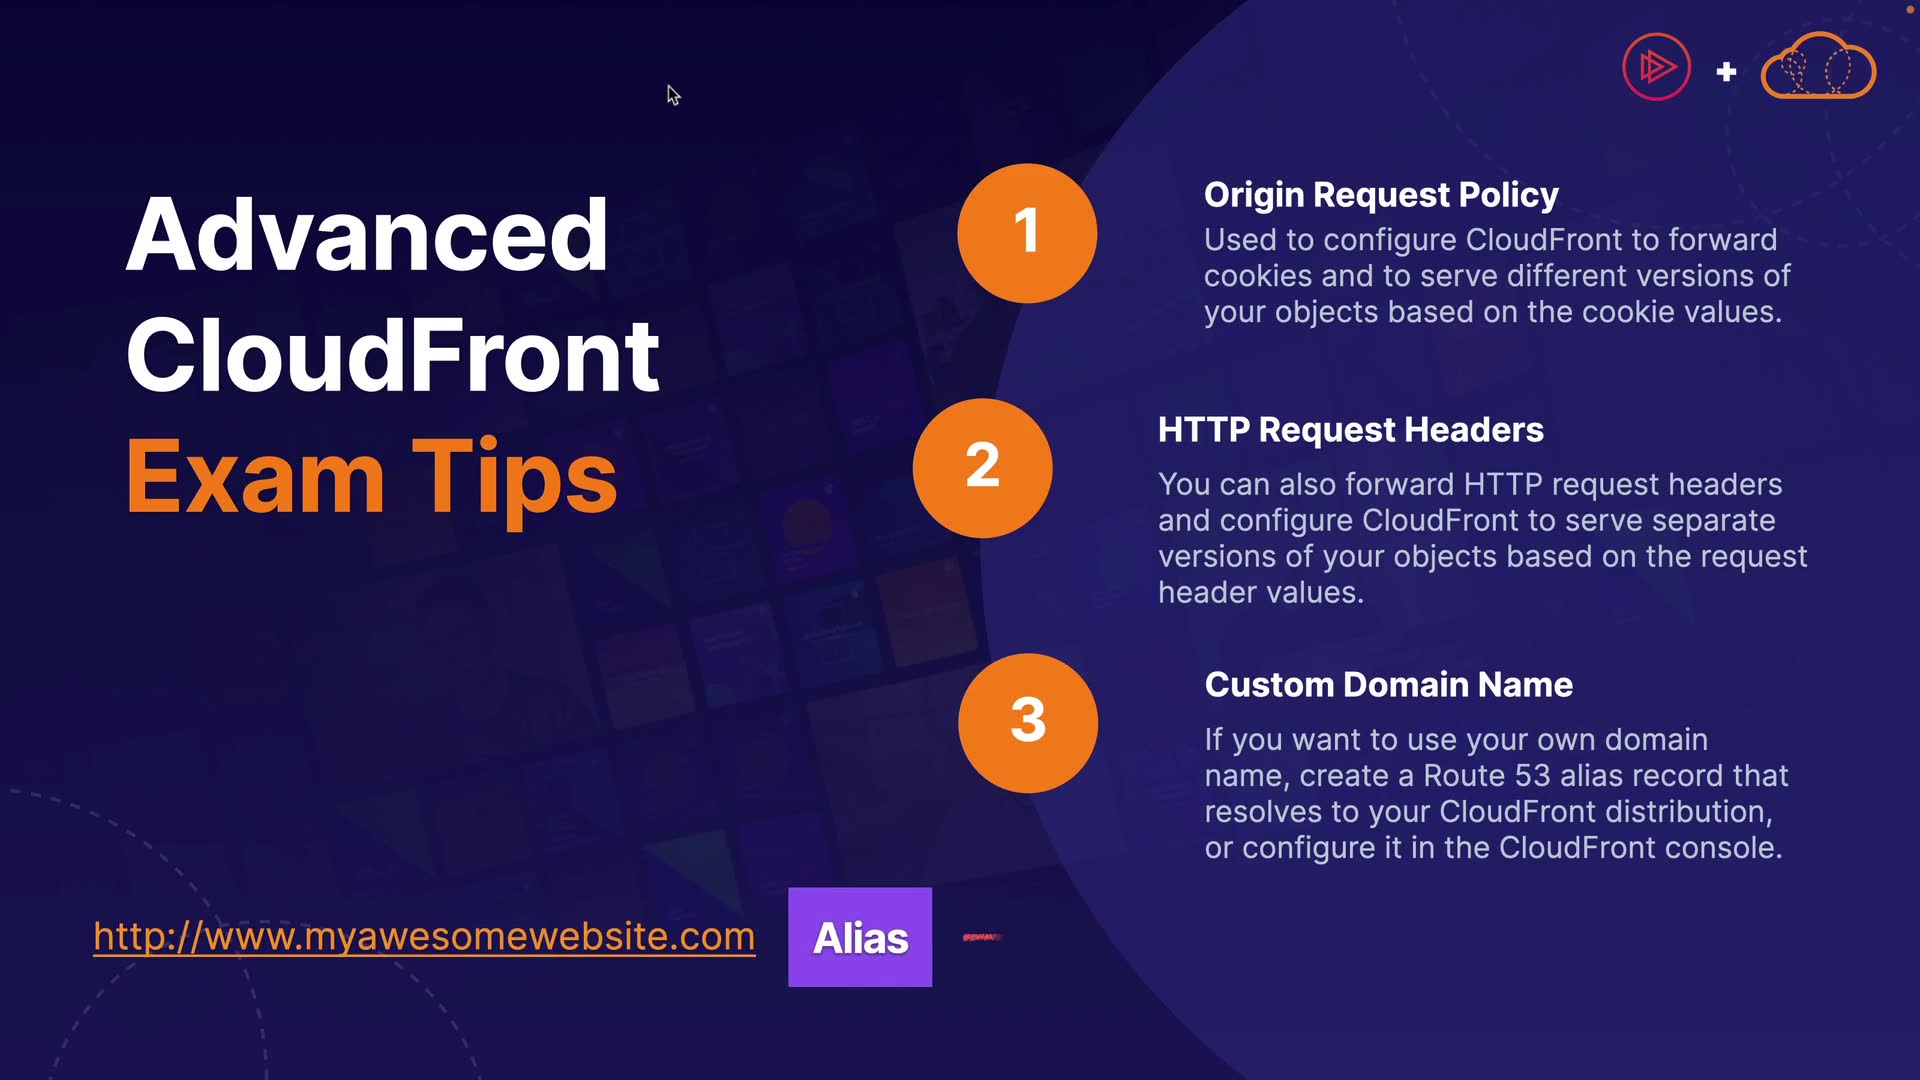 Advanced
CloudFront
Exam Tips
1
Origin Request Policy
Used to configure CloudFront to forward
cookies and to serve different versions of
your objects based on the cookie values.
2
HTTP Request Headers
You can also forward HTTP request headers
and configure CloudFront to serve separate
versions of your objects based on the request
header values.
3
Custom Domain Name
If you want to use your own domain
name, create a Route 53 alias record that
resolves to your CloudFront distribution,
or configure it in the CloudFront console.
http://www.myawesomewebsite.com
Alias